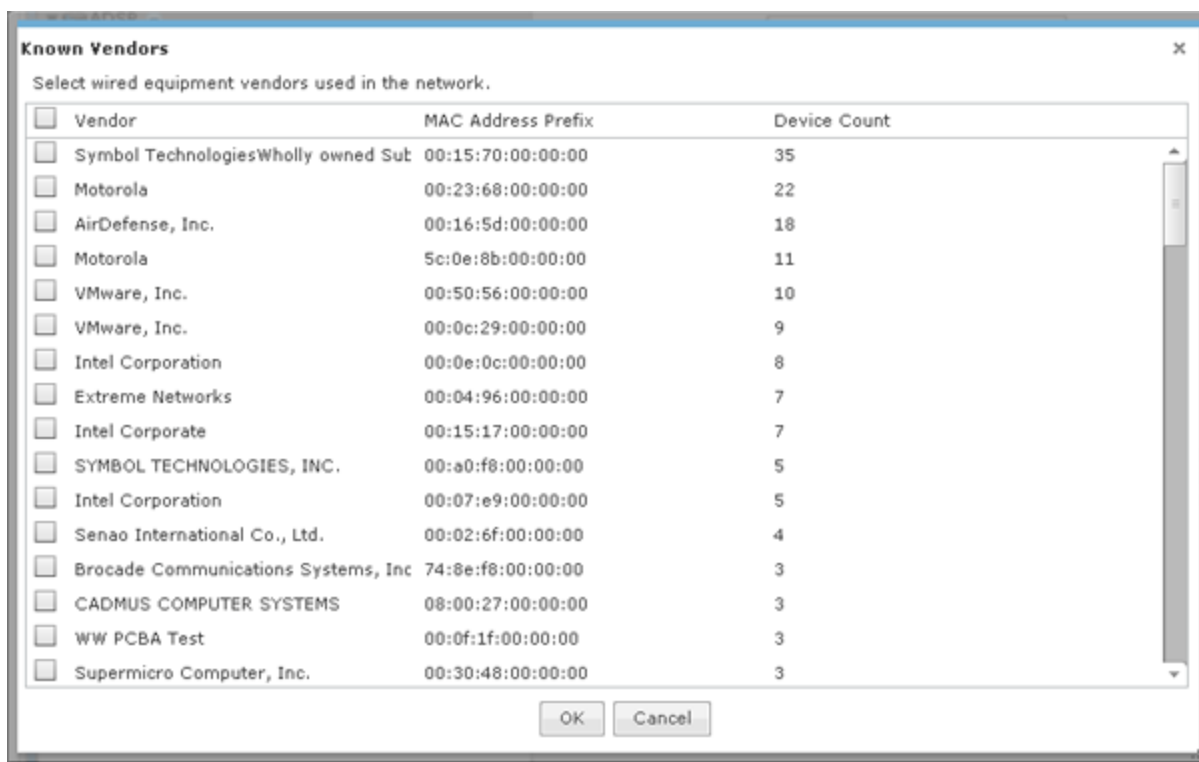 Known Vendors ×
Select wired equipment vendors used in the network.
Vendor MAC Address Prefix Device Count
Symbol TechnologiesWholly owned Sub 00:15:70:00:00:00 35
Motorola 00:23:68:00:00:00 22
AirDefense, Inc. 00:16:5d:00:00:00 18
Motorola 5c:0e:8b:00:00:00 11
VMware, Inc. 00:50:56:00:00:00 10
VMware, Inc. 00:0c:29:00:00:00 9
Intel Corporation 00:0e:0c:00:00:00 8
Extreme Networks 00:04:96:00:00:00 7
Intel Corporate 00:15:17:00:00:00 7
SYMBOL TECHNOLOGIES, INC. 00:a0:f8:00:00:00 5
Intel Corporation 00:07:e9:00:00:00 5
Senao International Co., Ltd. 00:02:6f:00:00:00 4
Brocade Communications Systems, Inc 74:8e:f8:00:00:00 3
CADMUS COMPUTER SYSTEMS 08:00:27:00:00:00 3
WW PCBA Test 00:0f:1f:00:00:00 3
Supermicro Computer, Inc. 00:30:48:00:00:00 3
OK Cancel